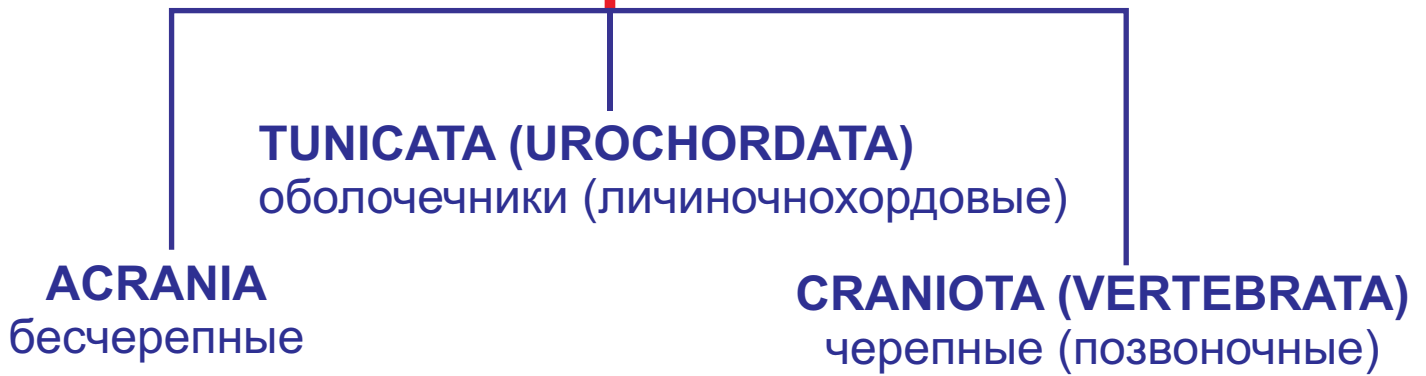 TUNICATA (UROCHORDATA)
оболочечники (личиночнохордовые)
ACRANIA
бесчерепные
CRANIOTA (VERTEBRATA)
черепные (позвоночные)